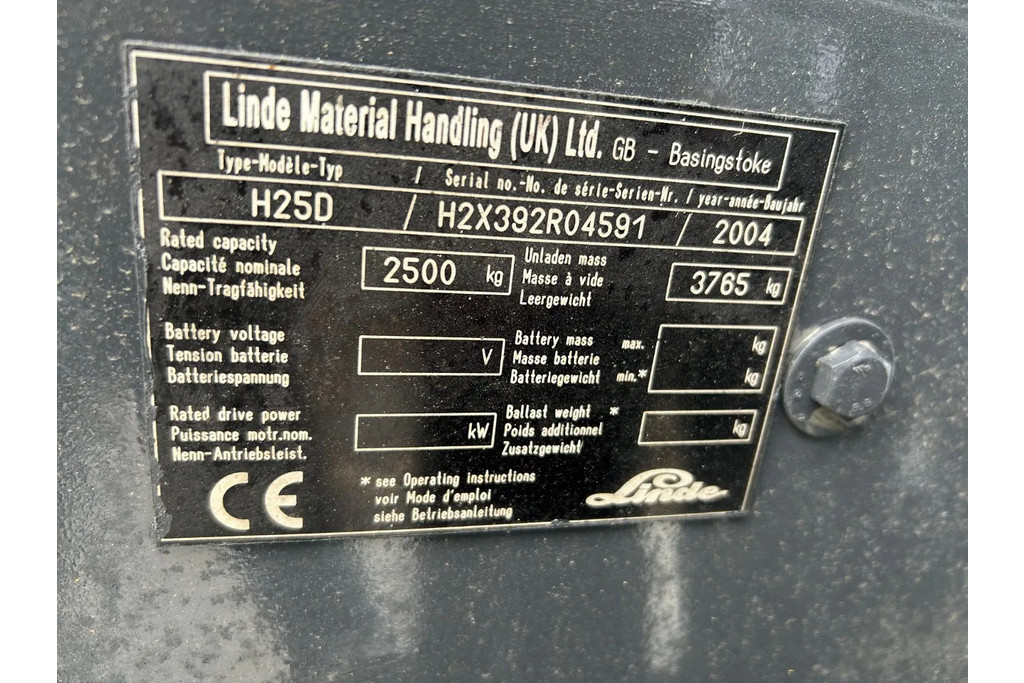 Linde Material Handling (UK) Ltd. GB - Basingstoke
Type-Modèle-Typ / Serial no.-No. de série-Serien-Nr. / year-année-Baujahr
H25D / H2X392R04591 / 2004
Rated capacity
Capacité nominale
Nenn-Tragfähigkeit
2500 kg
Unladen mass
Masse à vide
Leergewicht
3765 kg
Battery voltage
Tension batterie
Batteriespannung
V
Battery mass max. kg
Masse batterie
Batteriegewicht min.* kg
Rated drive power
Puissance motr.nom.
Nenn-Antriebsleist.
kW
Ballast weight *
Poids additionnel
Zusatzgewicht
kg
CE
* see Operating instructions
voir Mode d'emploi
siehe Betriebsanleitung
Linde